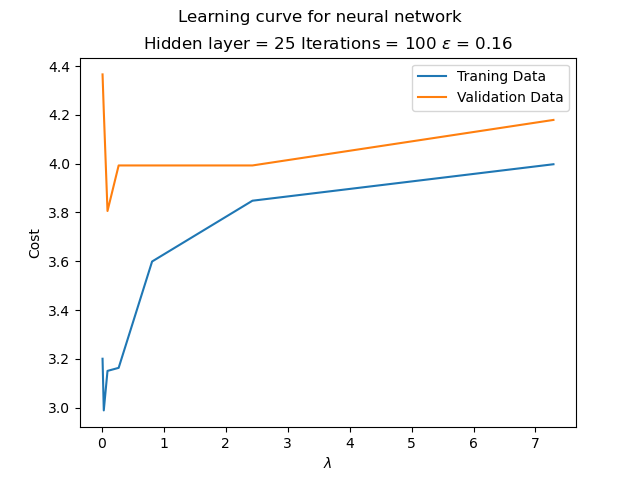 Learning curve for neural network
Hidden layer = 25 Iterations = 100 ε = 0.16
Traning Data
Validation Data
4.4
4.2
4.0
3.8
3.6
3.4
3.2
3.0
Cost
0 1 2 3 4 5 6 7
λ